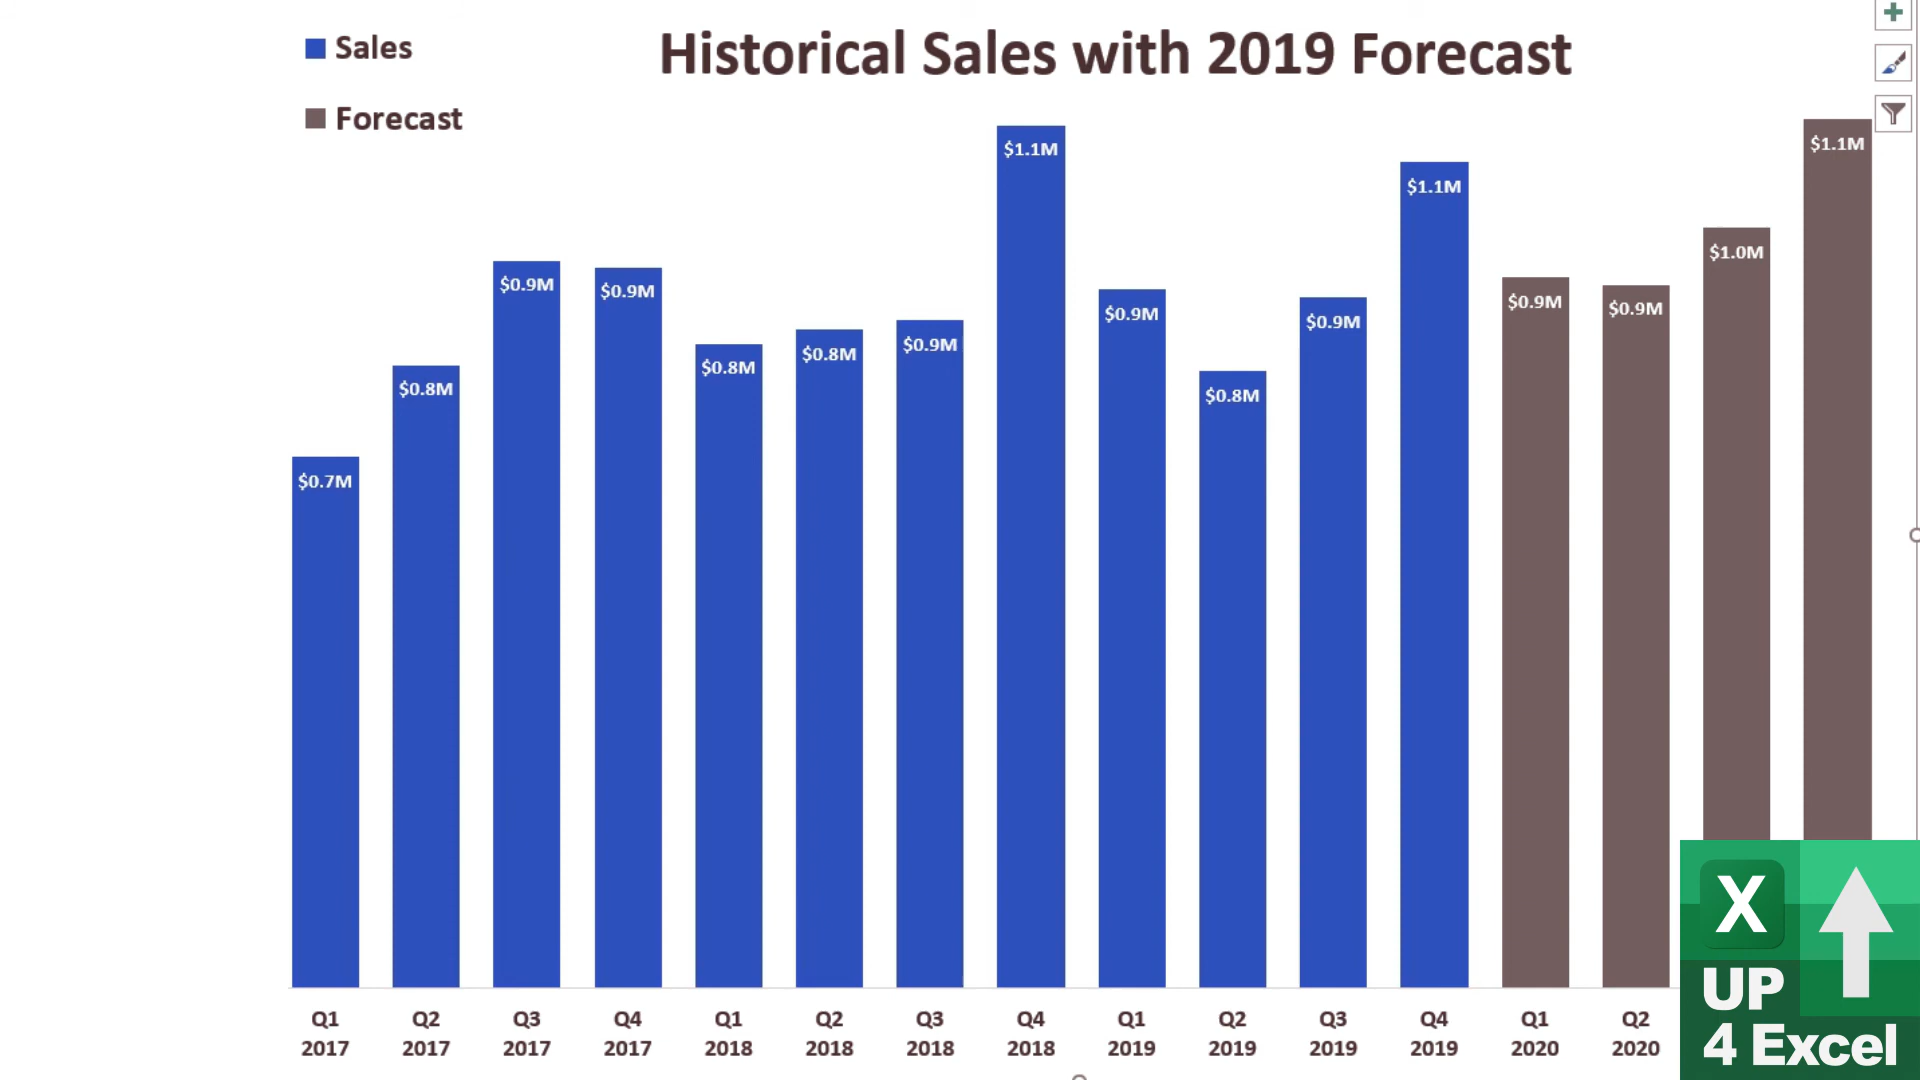 Historical Sales with 2019 Forecast
Sales
Forecast
$0.7M
$0.8M
$0.9M
$0.9M
$0.8M
$0.8M
$0.9M
$1.1M
$0.9M
$0.8M
$0.9M
$1.1M
$0.9M
$0.9M
$1.0M
$1.1M
Q1 Q2 Q3 Q4 Q1 Q2 Q3 Q4 Q1 Q2 Q3 Q4 Q1 Q2
2017 2017 2017 2017 2018 2018 2018 2018 2019 2019 2019 2019 2020 2020
X
UP
4 Excel